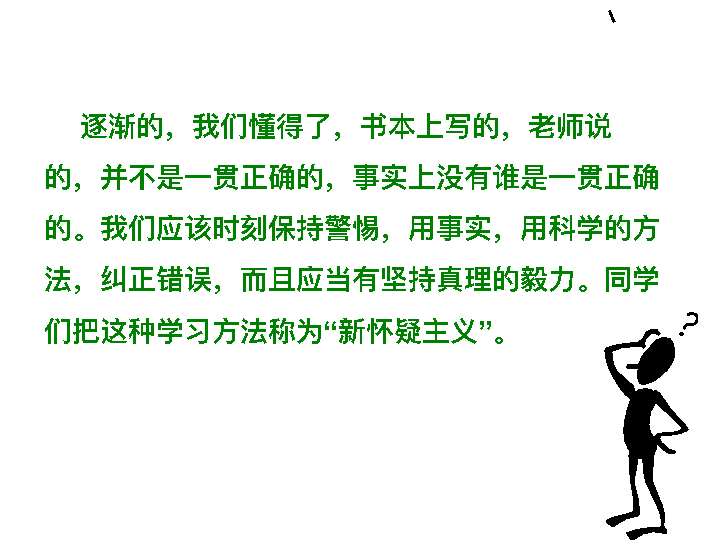 逐渐的，我们懂得了，书本上写的，老师说
的，并不是一贯正确的，事实上没有谁是一贯正确
的。我们应该时刻保持警惕，用事实，用科学的方
法，纠正错误，而且应当有坚持真理的毅力。同学
们把这种学习方法称为“新怀疑主义”。
?